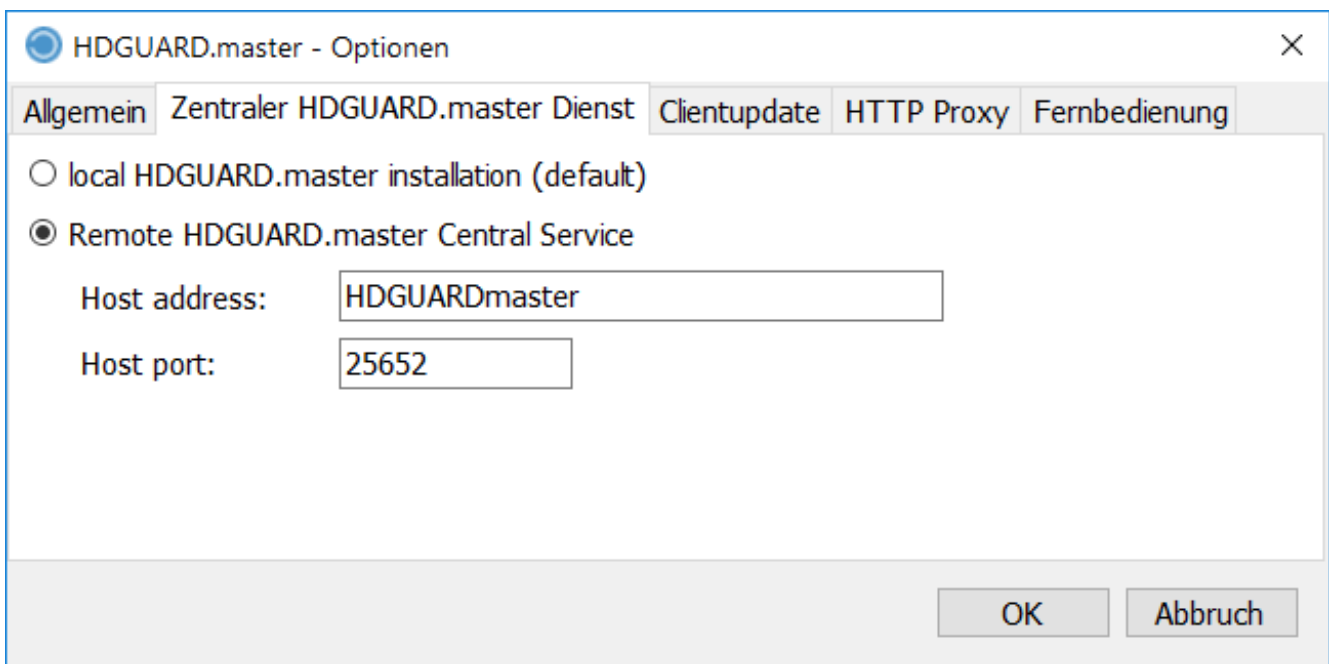 HDGUARD.master - Optionen
Allgemein Zentraler HDGUARD.master Dienst Clientupdate HTTP Proxy Fernbedienung
local HDGUARD.master installation (default)
Remote HDGUARD.master Central Service
Host address: HDGUARDmaster
Host port: 25652
OK Abbruch